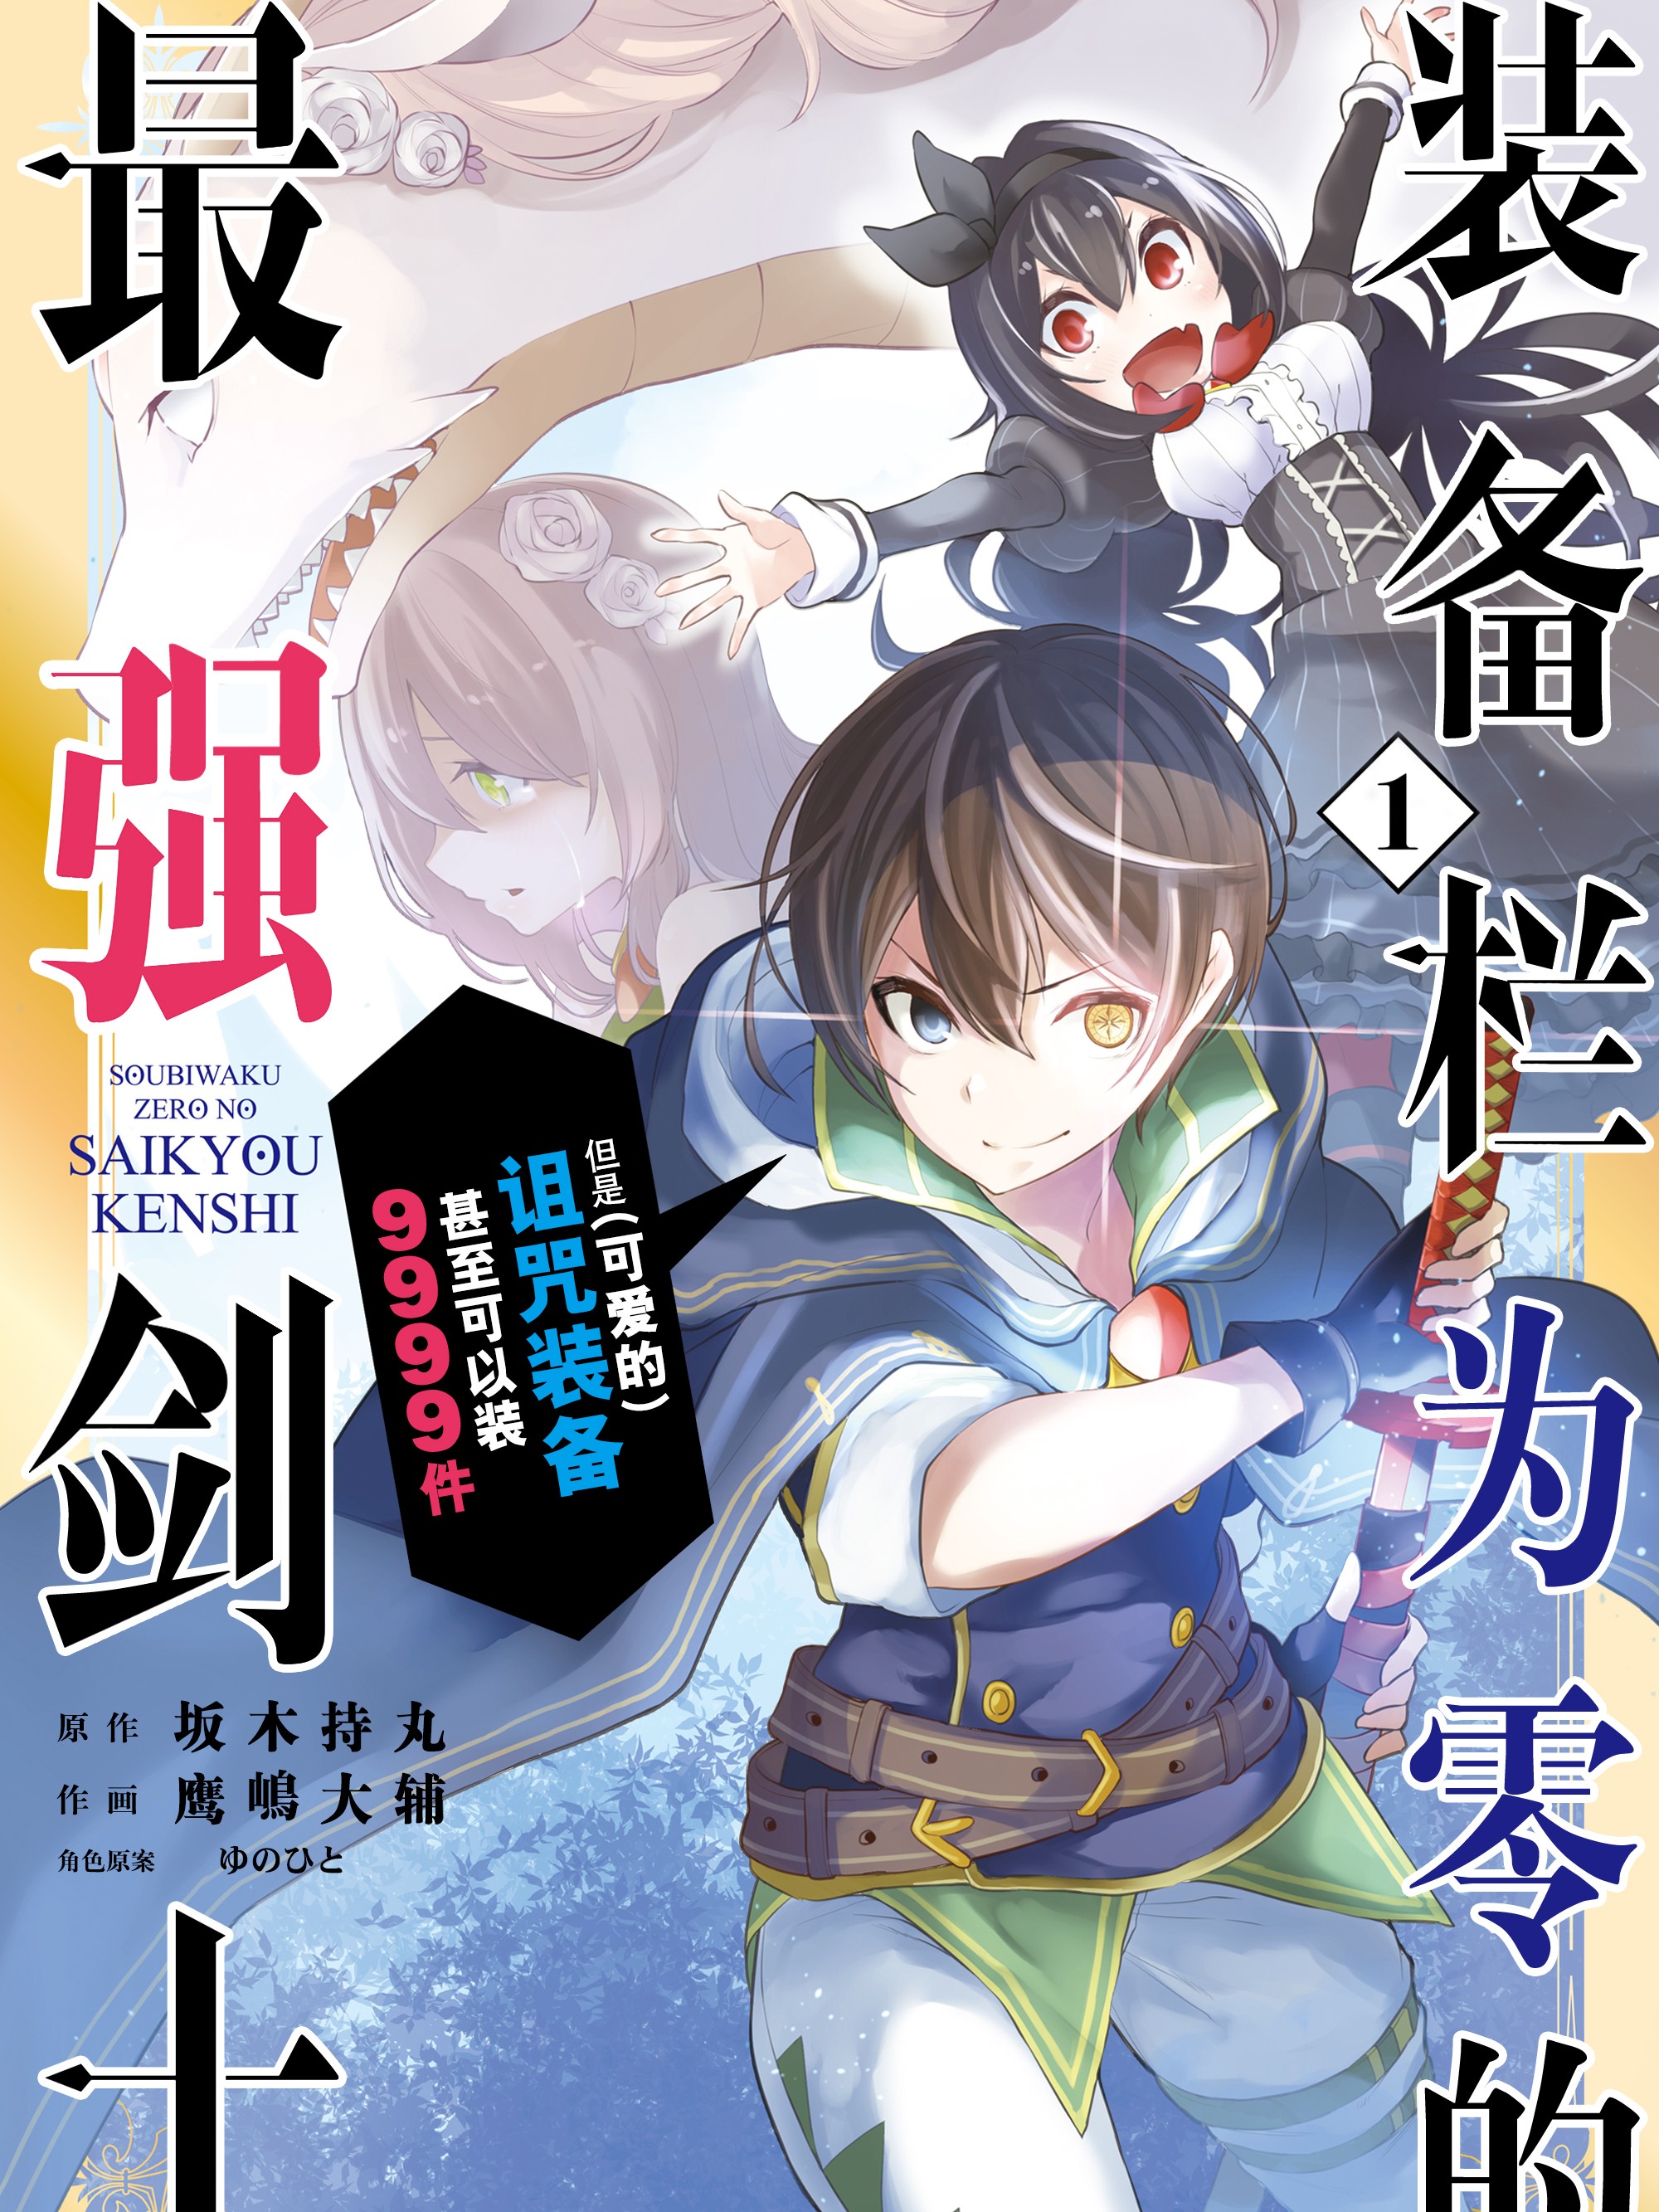 装备栏为零的
1
最强剑士
SOUBIWAKU
ZERO NO
SAIKYOU
KENSHI
但是(可爱的)
诅咒装备
甚至可以装
9999件
原作 坂木持丸
作画 鹰嶋大辅
角色原案 ゆのひと